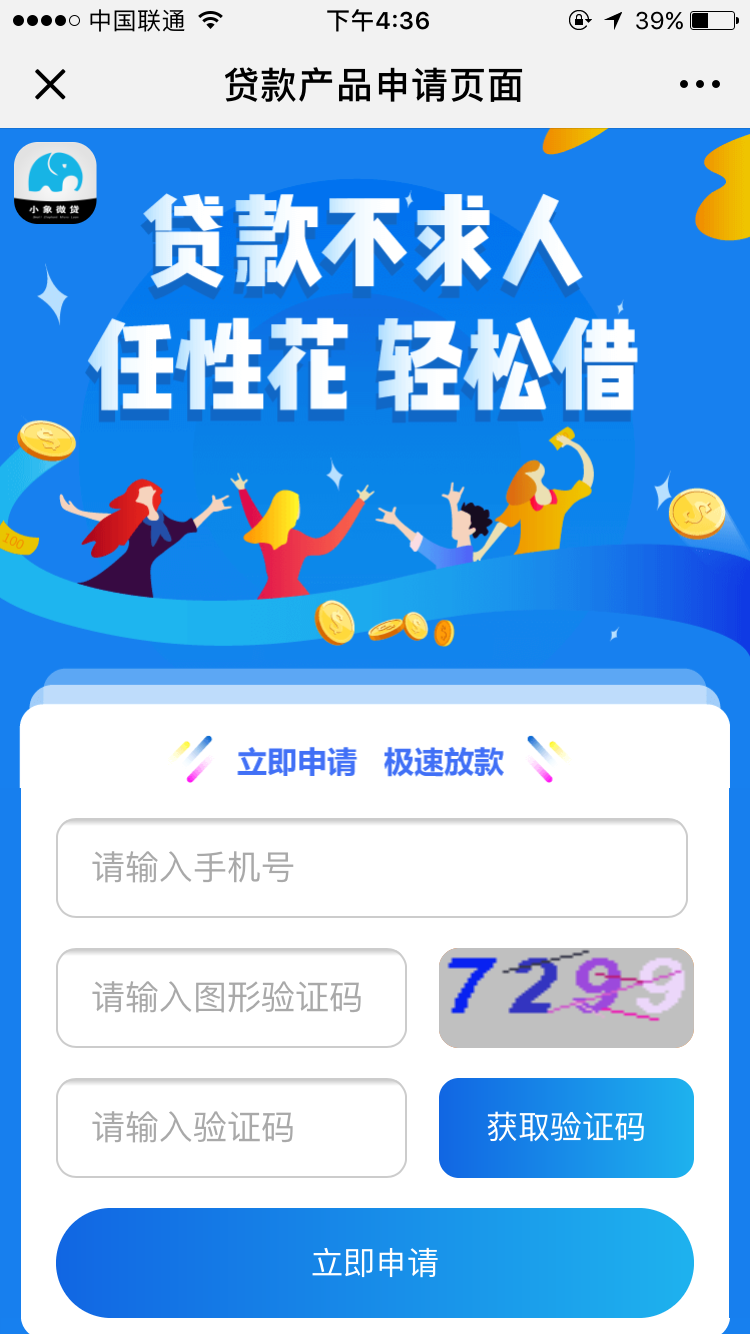 中国联通
下午4:36
39%
贷款产品申请页面
小象微贷
贷款不求人
任性花 轻松借
100
立即申请 极速放款
请输入手机号
请输入图形验证码
7299
请输入验证码
获取验证码
立即申请